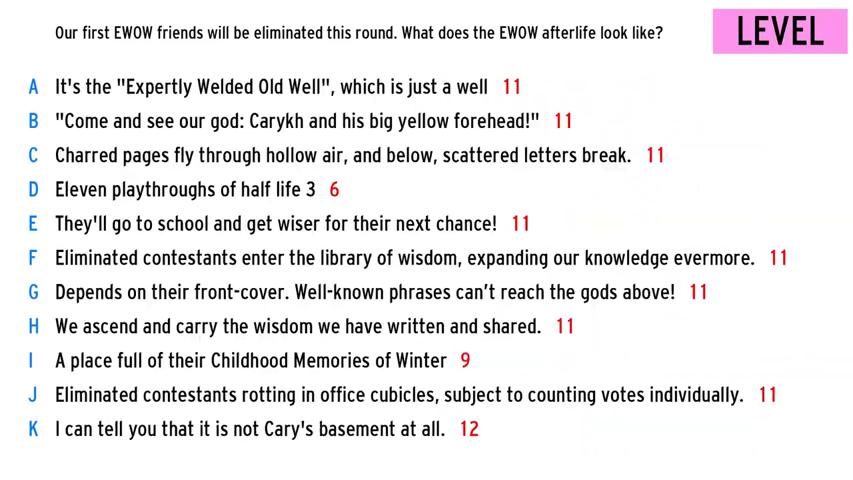 Our first EWOW friends will be eliminated this round. What does the EWOW afterlife look like?
LEVEL
A It's the "Expertly Welded Old Well", which is just a well 11
B "Come and see our god: Carykh and his big yellow forehead!" 11
C Charred pages fly through hollow air, and below, scattered letters break. 11
D Eleven playthroughs of half life 3 6
E They'll go to school and get wiser for their next chance! 11
F Eliminated contestants enter the library of wisdom, expanding our knowledge evermore. 11
G Depends on their front-cover. Well-known phrases can’t reach the gods above! 11
H We ascend and carry the wisdom we have written and shared. 11
I A place full of their Childhood Memories of Winter 9
J Eliminated contestants rotting in office cubicles, subject to counting votes individually. 11
K I can tell you that it is not Cary's basement at all. 12